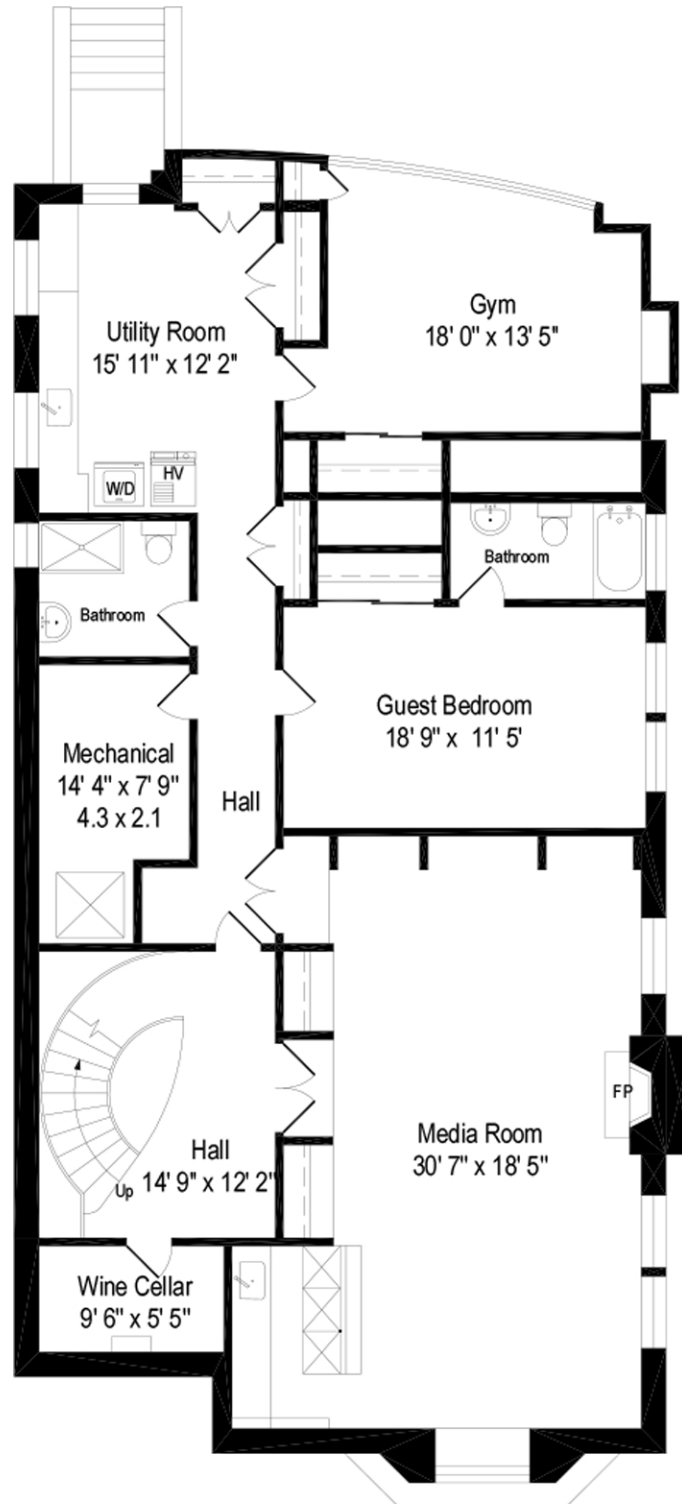 Gym
18' 0" x 13' 5"
Utility Room
15' 11" x 12' 2"
W/D
HV
Bathroom
Bathroom
Guest Bedroom
18' 9" x 11' 5'
Mechanical
14' 4" x 7' 9"
4.3 x 2.1
Hall
FP
Media Room
30' 7" x 18' 5"
Hall
14' 9" x 12' 2"
Up
Wine Cellar
9' 6" x 5' 5"